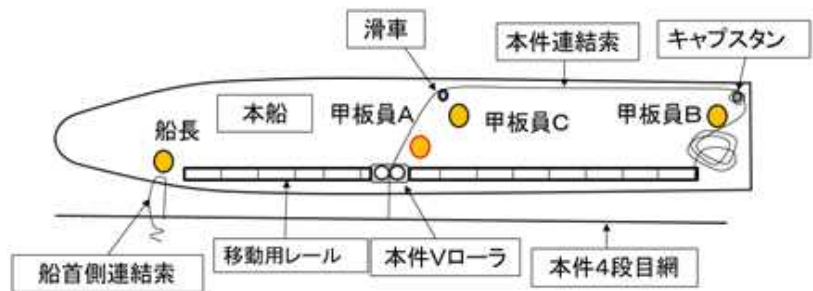 滑車
本件連結索
キャプスタン
本船
甲板員A
甲板員C
甲板員B
船長
船首側連結索
移動用レール
本件Vローラ
本件4段目網